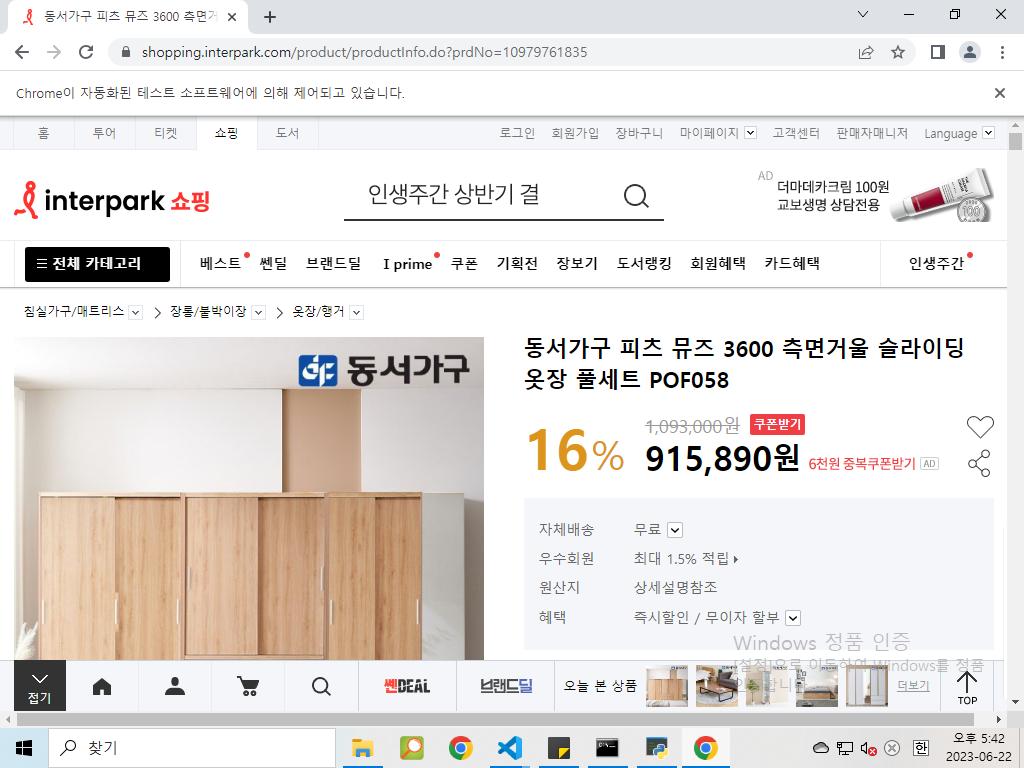 동서가구 피츠 뮤즈 3600 측면거
shopping.interpark.com/product/productInfo.do?prdNo=10979761835
Chrome이 자동화된 테스트 소프트웨어에 의해 제어되고 있습니다.
홈 투어 티켓 쇼핑 도서 로그인 회원가입 장바구니 마이페이지 고객센터 판매자매니저 Language
interpark 쇼핑
인생주간 상반기 결
AD
더마데카크림 100원
교보생명 상담전용
100
전체 카테고리 베스트 쎈딜 브랜드딜 I prime 쿠폰 기획전 장보기 도서랭킹 회원혜택 카드혜택 인생주간
침실가구/매트리스 장롱/붙박이장 옷장/행거
동서가구
동서가구 피츠 뮤즈 3600 측면거울 슬라이딩
옷장 풀세트 POF058
16%
1,093,000원 쿠폰받기
915,890원 6천원 중복쿠폰받기 AD
자체배송 무료
우수회원 최대 1.5% 적립
원산지 상세설명참조
혜택 즉시할인 / 무이자 할부
Windows 정품 인증
[설정]으로 이동하여 Windows를 정품
접기
쎈DEAL
브랜드딜
오늘 본 상품
더보기
TOP
찾기
한
오후 5:42
2023-06-22